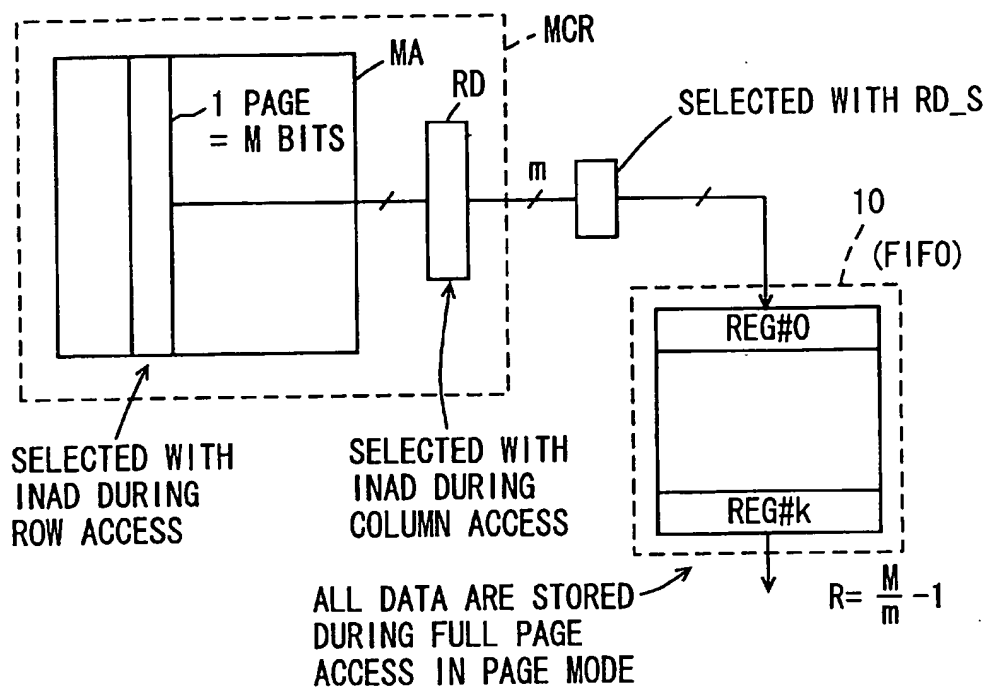 MCR
MA
RD
1 PAGE
= M BITS
SELECTED WITH RD_S
m
10
(FIFO)
REG#0
SELECTED WITH
INAD DURING
ROW ACCESS
SELECTED WITH
INAD DURING
COLUMN ACCESS
REG#k
ALL DATA ARE STORED
DURING FULL PAGE
ACCESS IN PAGE MODE
R= M/m -1